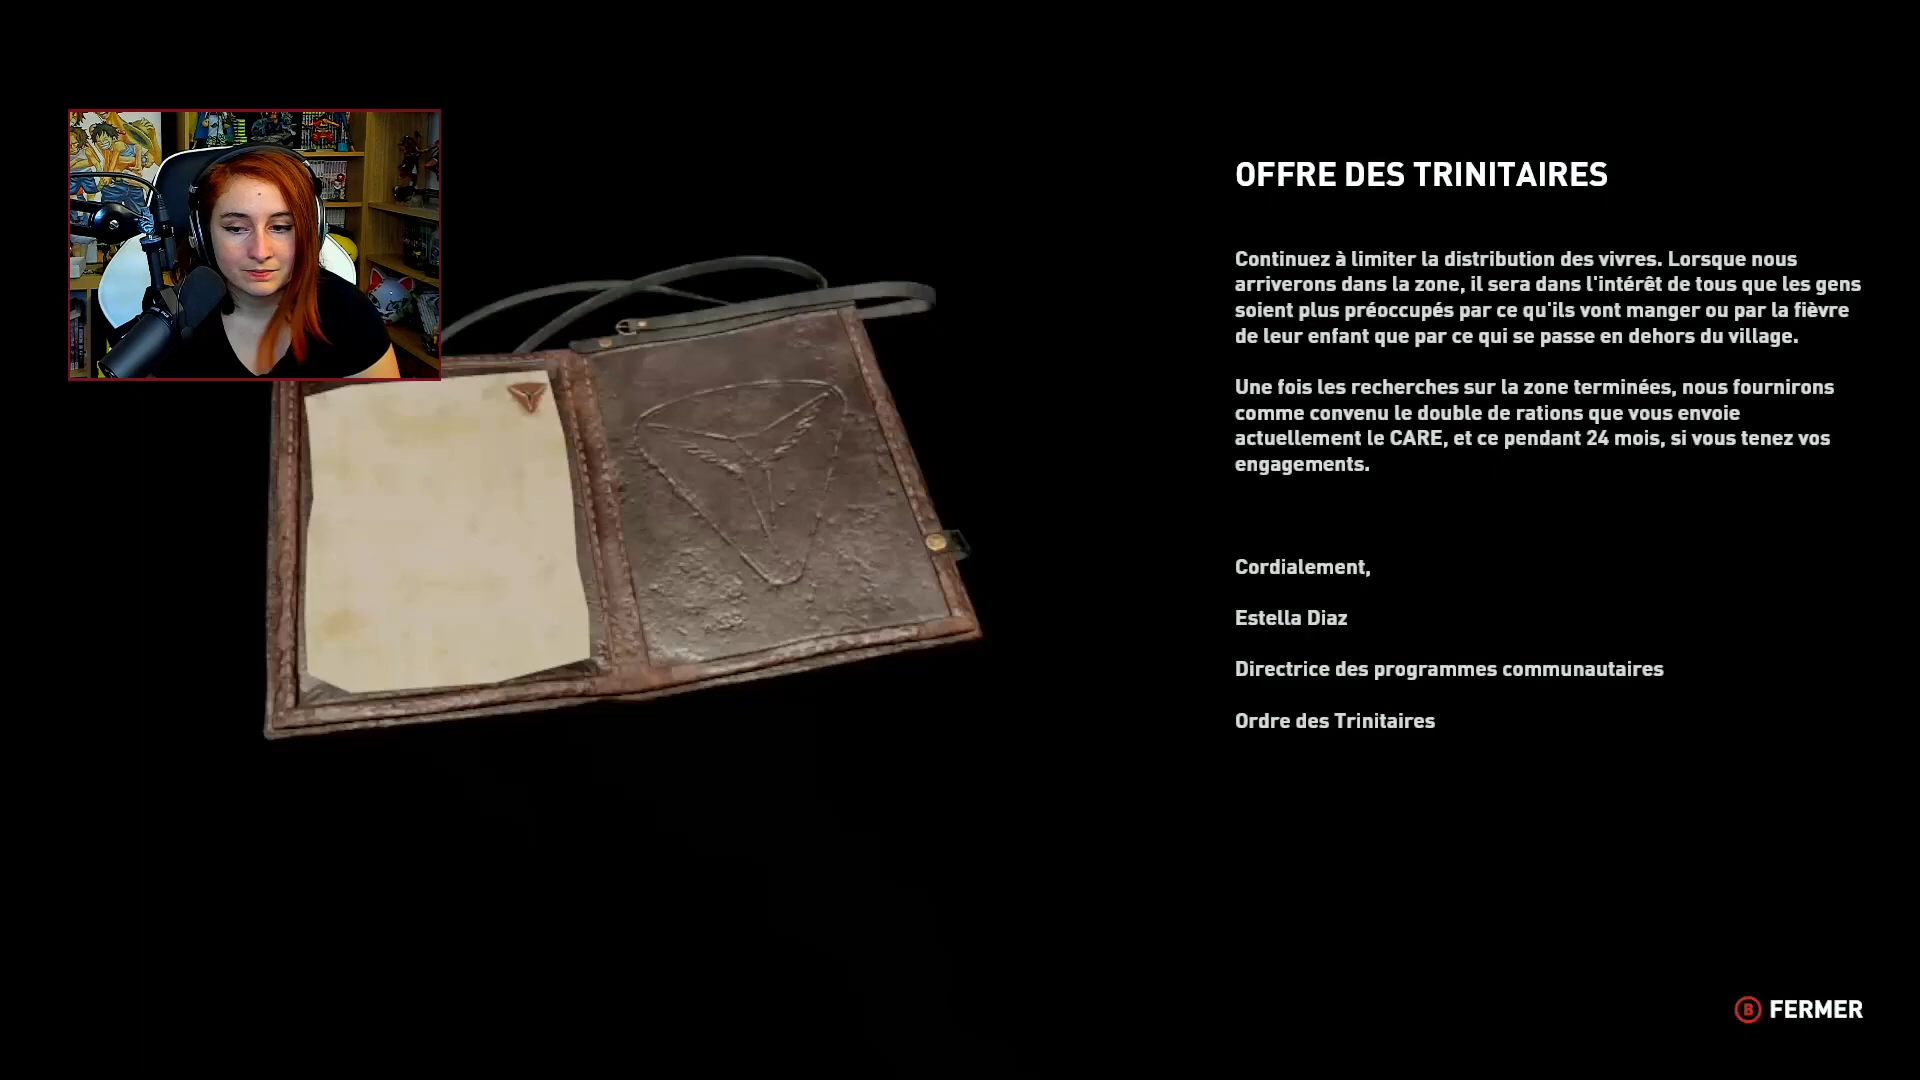 OFFRE DES TRINITAIRES
Continuez à limiter la distribution des vivres. Lorsque nous
arriverons dans la zone, il sera dans l'intérêt de tous que les gens
soient plus préoccupés par ce qu'ils vont manger ou par la fièvre
de leur enfant que par ce qui se passe en dehors du village.
Une fois les recherches sur la zone terminées, nous fournirons
comme convenu le double de rations que vous envoie
actuellement le CARE, et ce pendant 24 mois, si vous tenez vos
engagements.
Cordialement,
Estella Diaz
Directrice des programmes communautaires
Ordre des Trinitaires
B FERMER